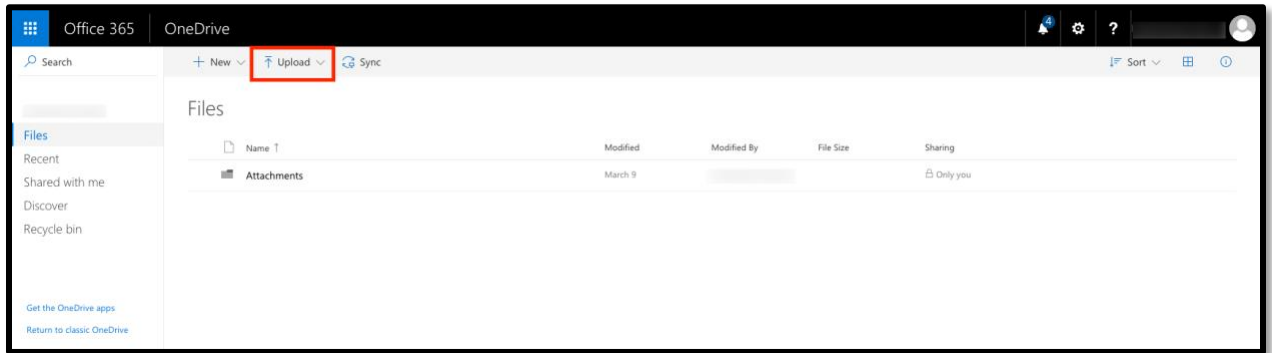 Office 365 OneDrive 4 ?
Search + New Upload Sync Sort
Files
Files
Name ↑ Modified Modified By File Size Sharing
Recent
Attachments March 9 Only you
Shared with me
Discover
Recycle bin
Get the OneDrive apps
Return to classic OneDrive